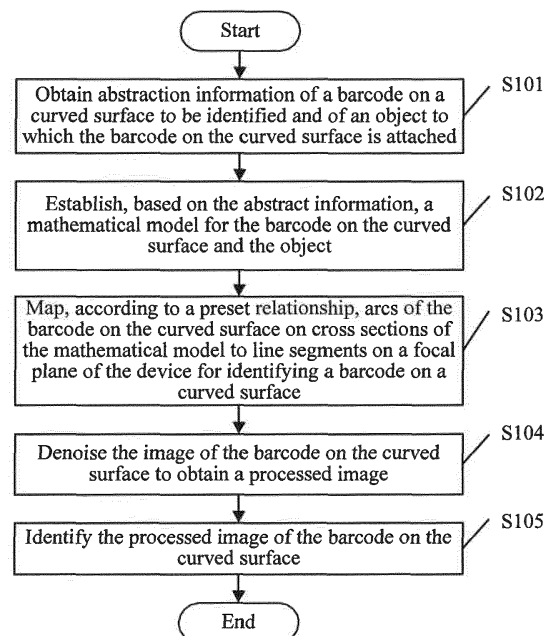 Start
Obtain abstraction information of a barcode on a
curved surface to be identified and of an object to
which the barcode on the curved surface is attached
S101
Establish, based on the abstract information, a
mathematical model for the barcode on the curved
surface and the object
S102
Map, according to a preset relationship, arcs of the
barcode on the curved surface on cross sections of
the mathematical model to line segments on a focal
plane of the device for identifying a barcode on a
curved surface
S103
Denoise the image of the barcode on the curved
surface to obtain a processed image
S104
Identify the processed image of the barcode on the
curved surface
S105
End